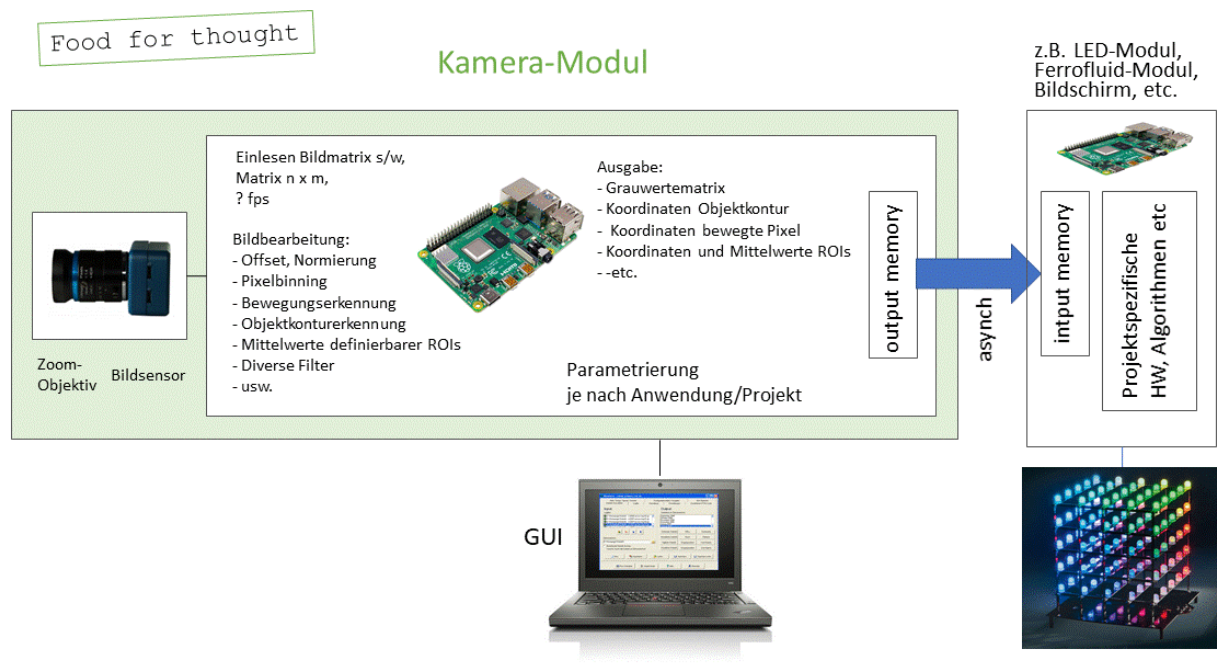 Food for thought
Kamera-Modul
z.B. LED-Modul,
Ferrofluid-Modul,
Bildschirm, etc.
Einlesen Bildmatrix s/w,
Matrix n x m,
? fps
Bildbearbeitung:
- Offset, Normierung
- Pixelbinning
- Bewegungserkennung
- Objektkonturerkennung
- Mittelwerte definierbarer ROIs
- Diverse Filter
- usw.
Ausgabe:
- Grauwertematrix
- Koordinaten Objektkontur
- Koordinaten bewegte Pixel
- Koordinaten und Mittelwerte ROIs
- -etc.
Parametrierung
je nach Anwendung/Projekt
output memory
asynch
intput memory
Projektspezifische
HW, Algorithmen etc
Zoom-
Objektiv
Bildsensor
GUI